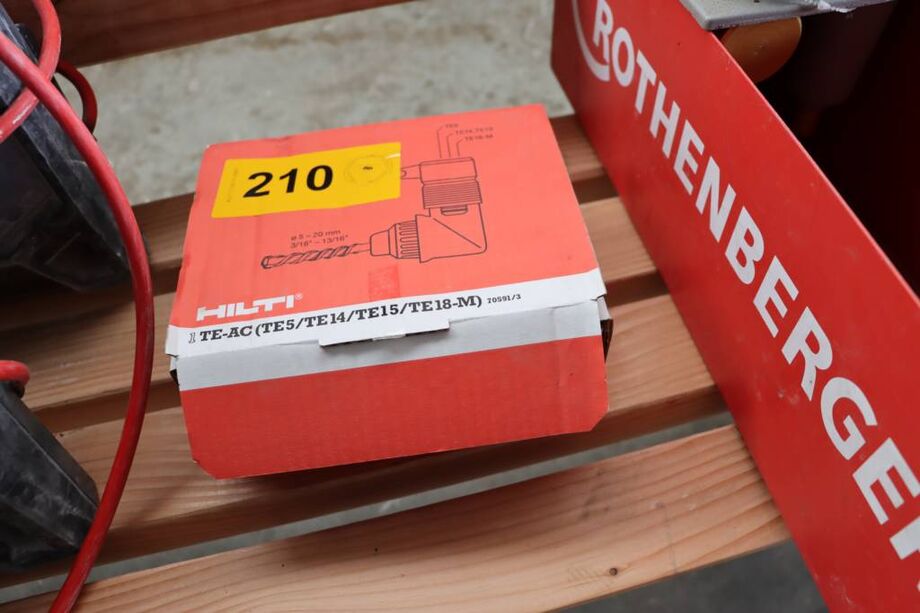 210
TE5
TE14,TE15
TE18-M
ø 5 – 20 mm
3/16" – 13/16"
HILTI®
1 TE-AC (TE5/TE14/TE15/TE18-M) 70591/3
ROTHENBERGER